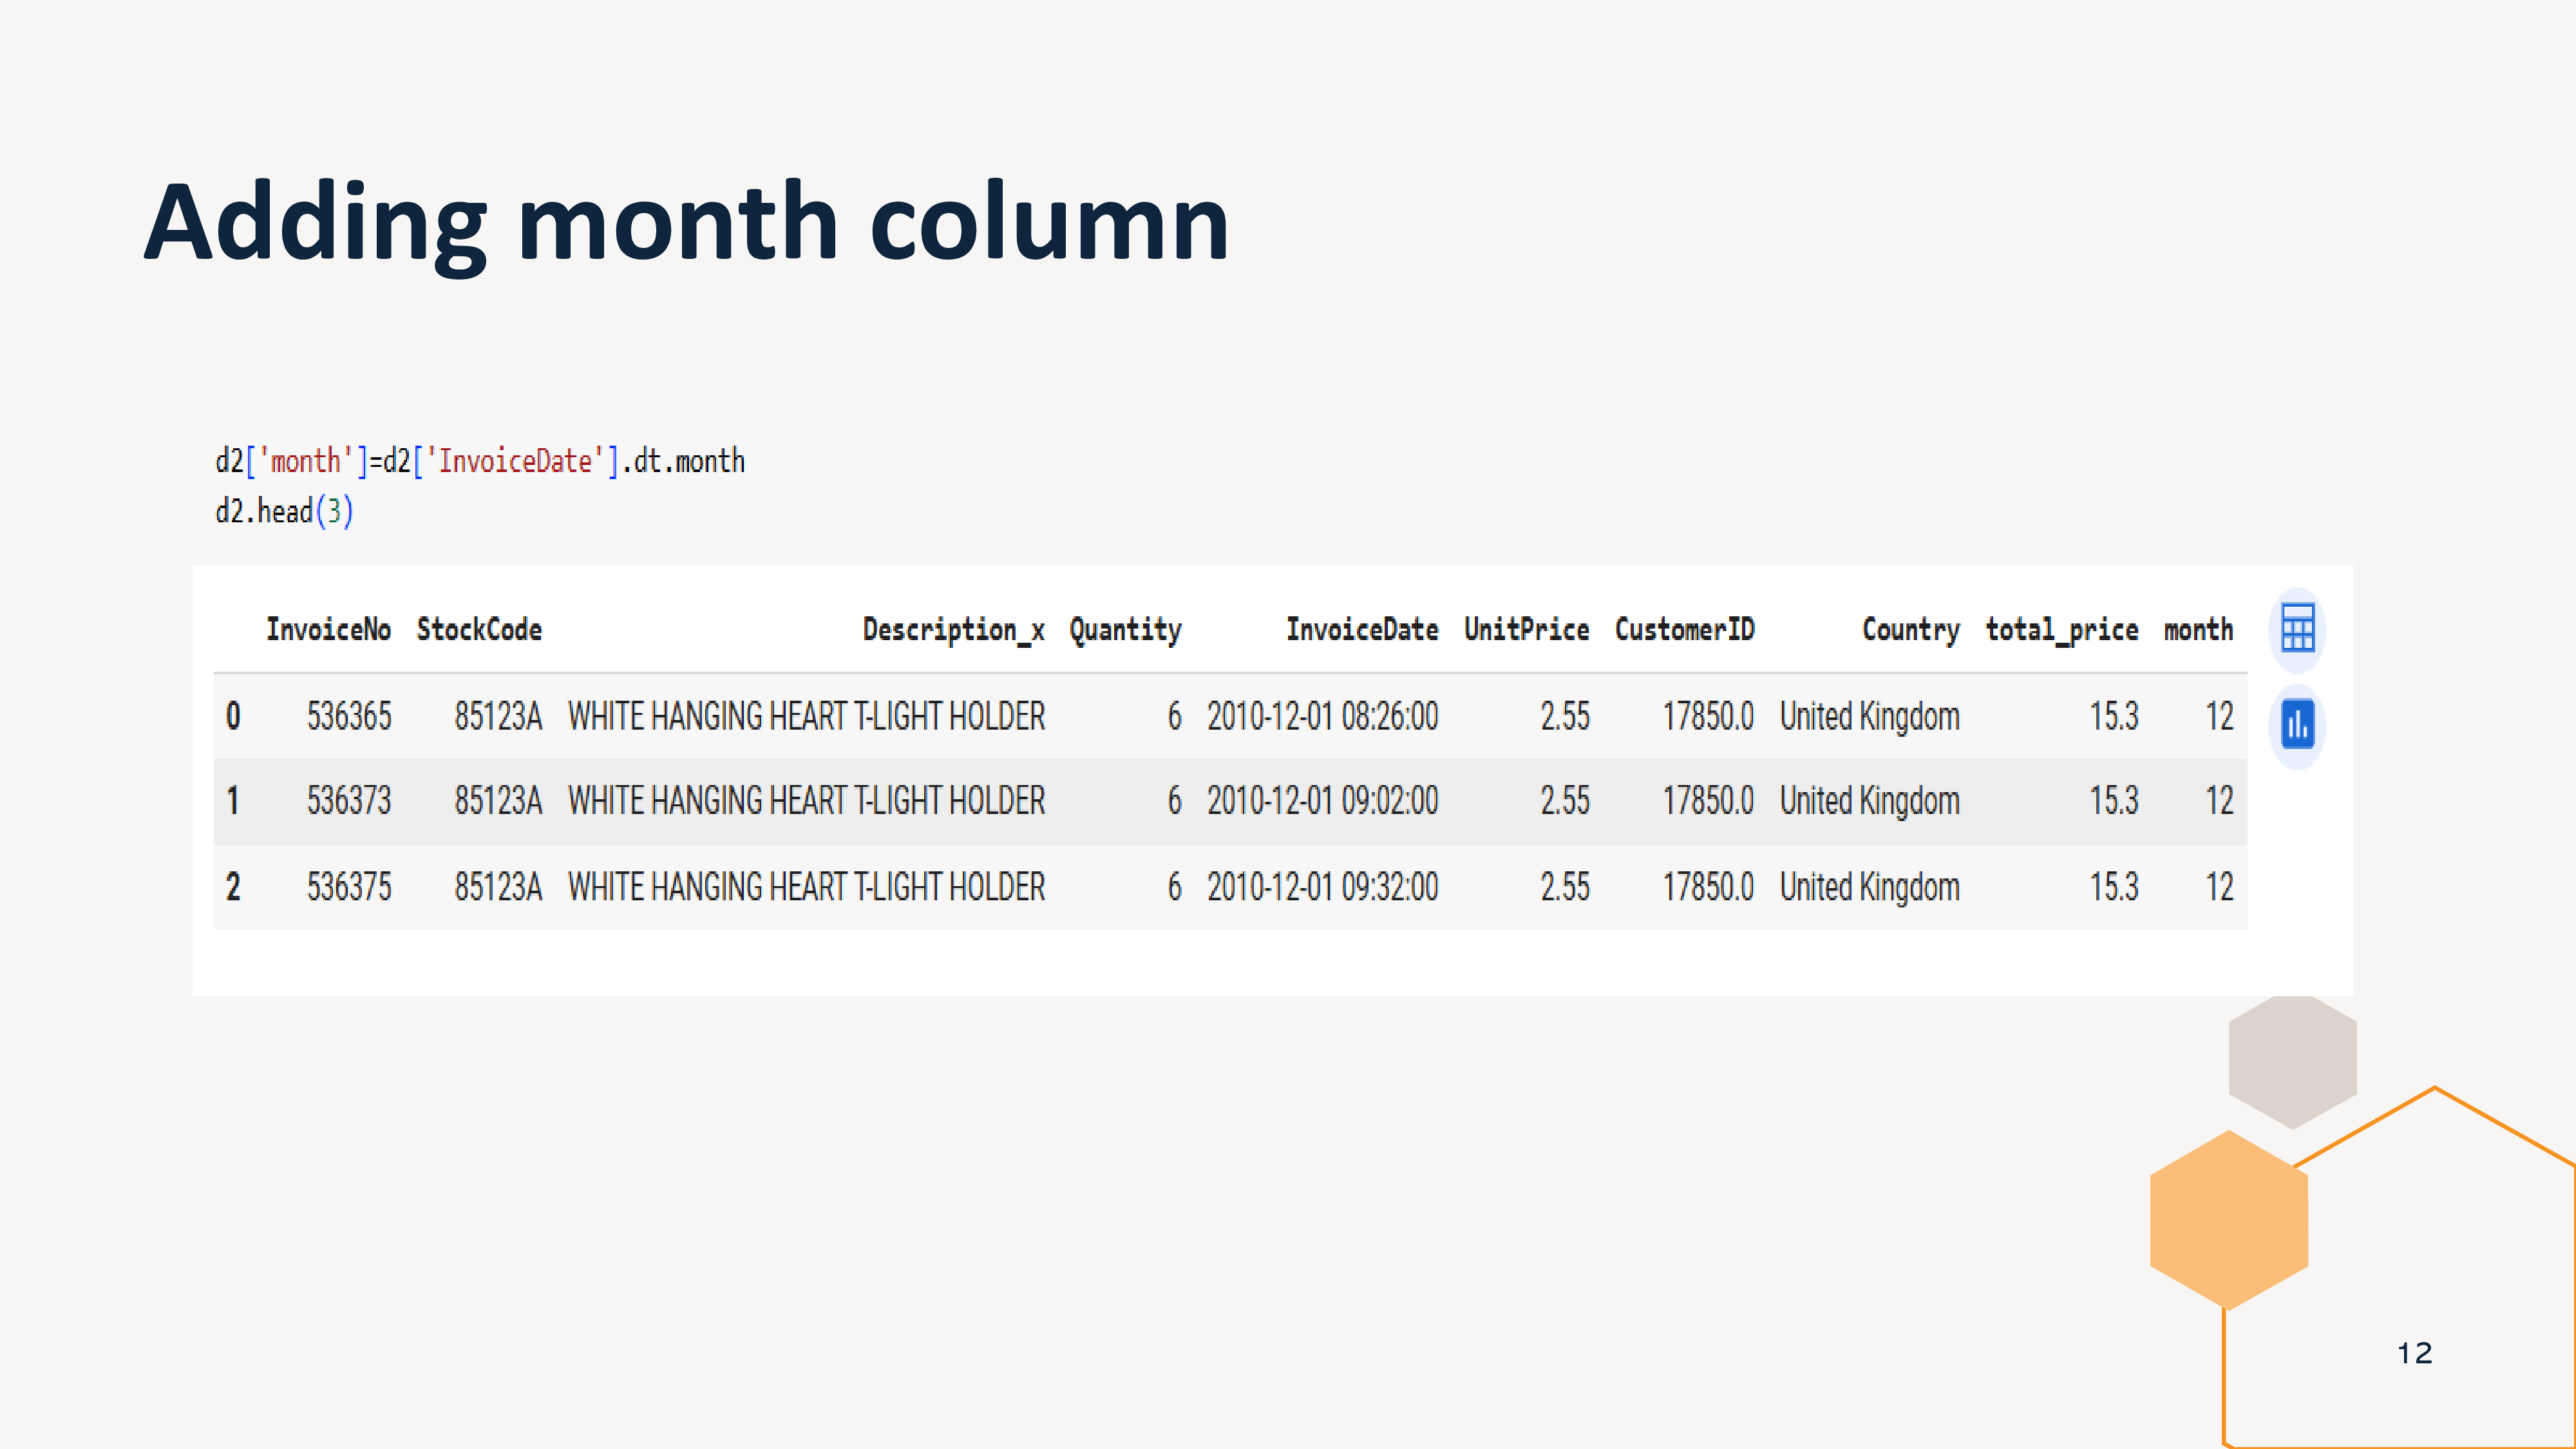 Adding month column
d2['month']=d2['InvoiceDate'].dt.month
d2.head(3)
InvoiceNo StockCode Description_x Quantity InvoiceDate UnitPrice CustomerID Country total_price month
0 536365 85123A WHITE HANGING HEART T-LIGHT HOLDER 6 2010-12-01 08:26:00 2.55 17850.0 United Kingdom 15.3 12
1 536373 85123A WHITE HANGING HEART T-LIGHT HOLDER 6 2010-12-01 09:02:00 2.55 17850.0 United Kingdom 15.3 12
2 536375 85123A WHITE HANGING HEART T-LIGHT HOLDER 6 2010-12-01 09:32:00 2.55 17850.0 United Kingdom 15.3 12
12